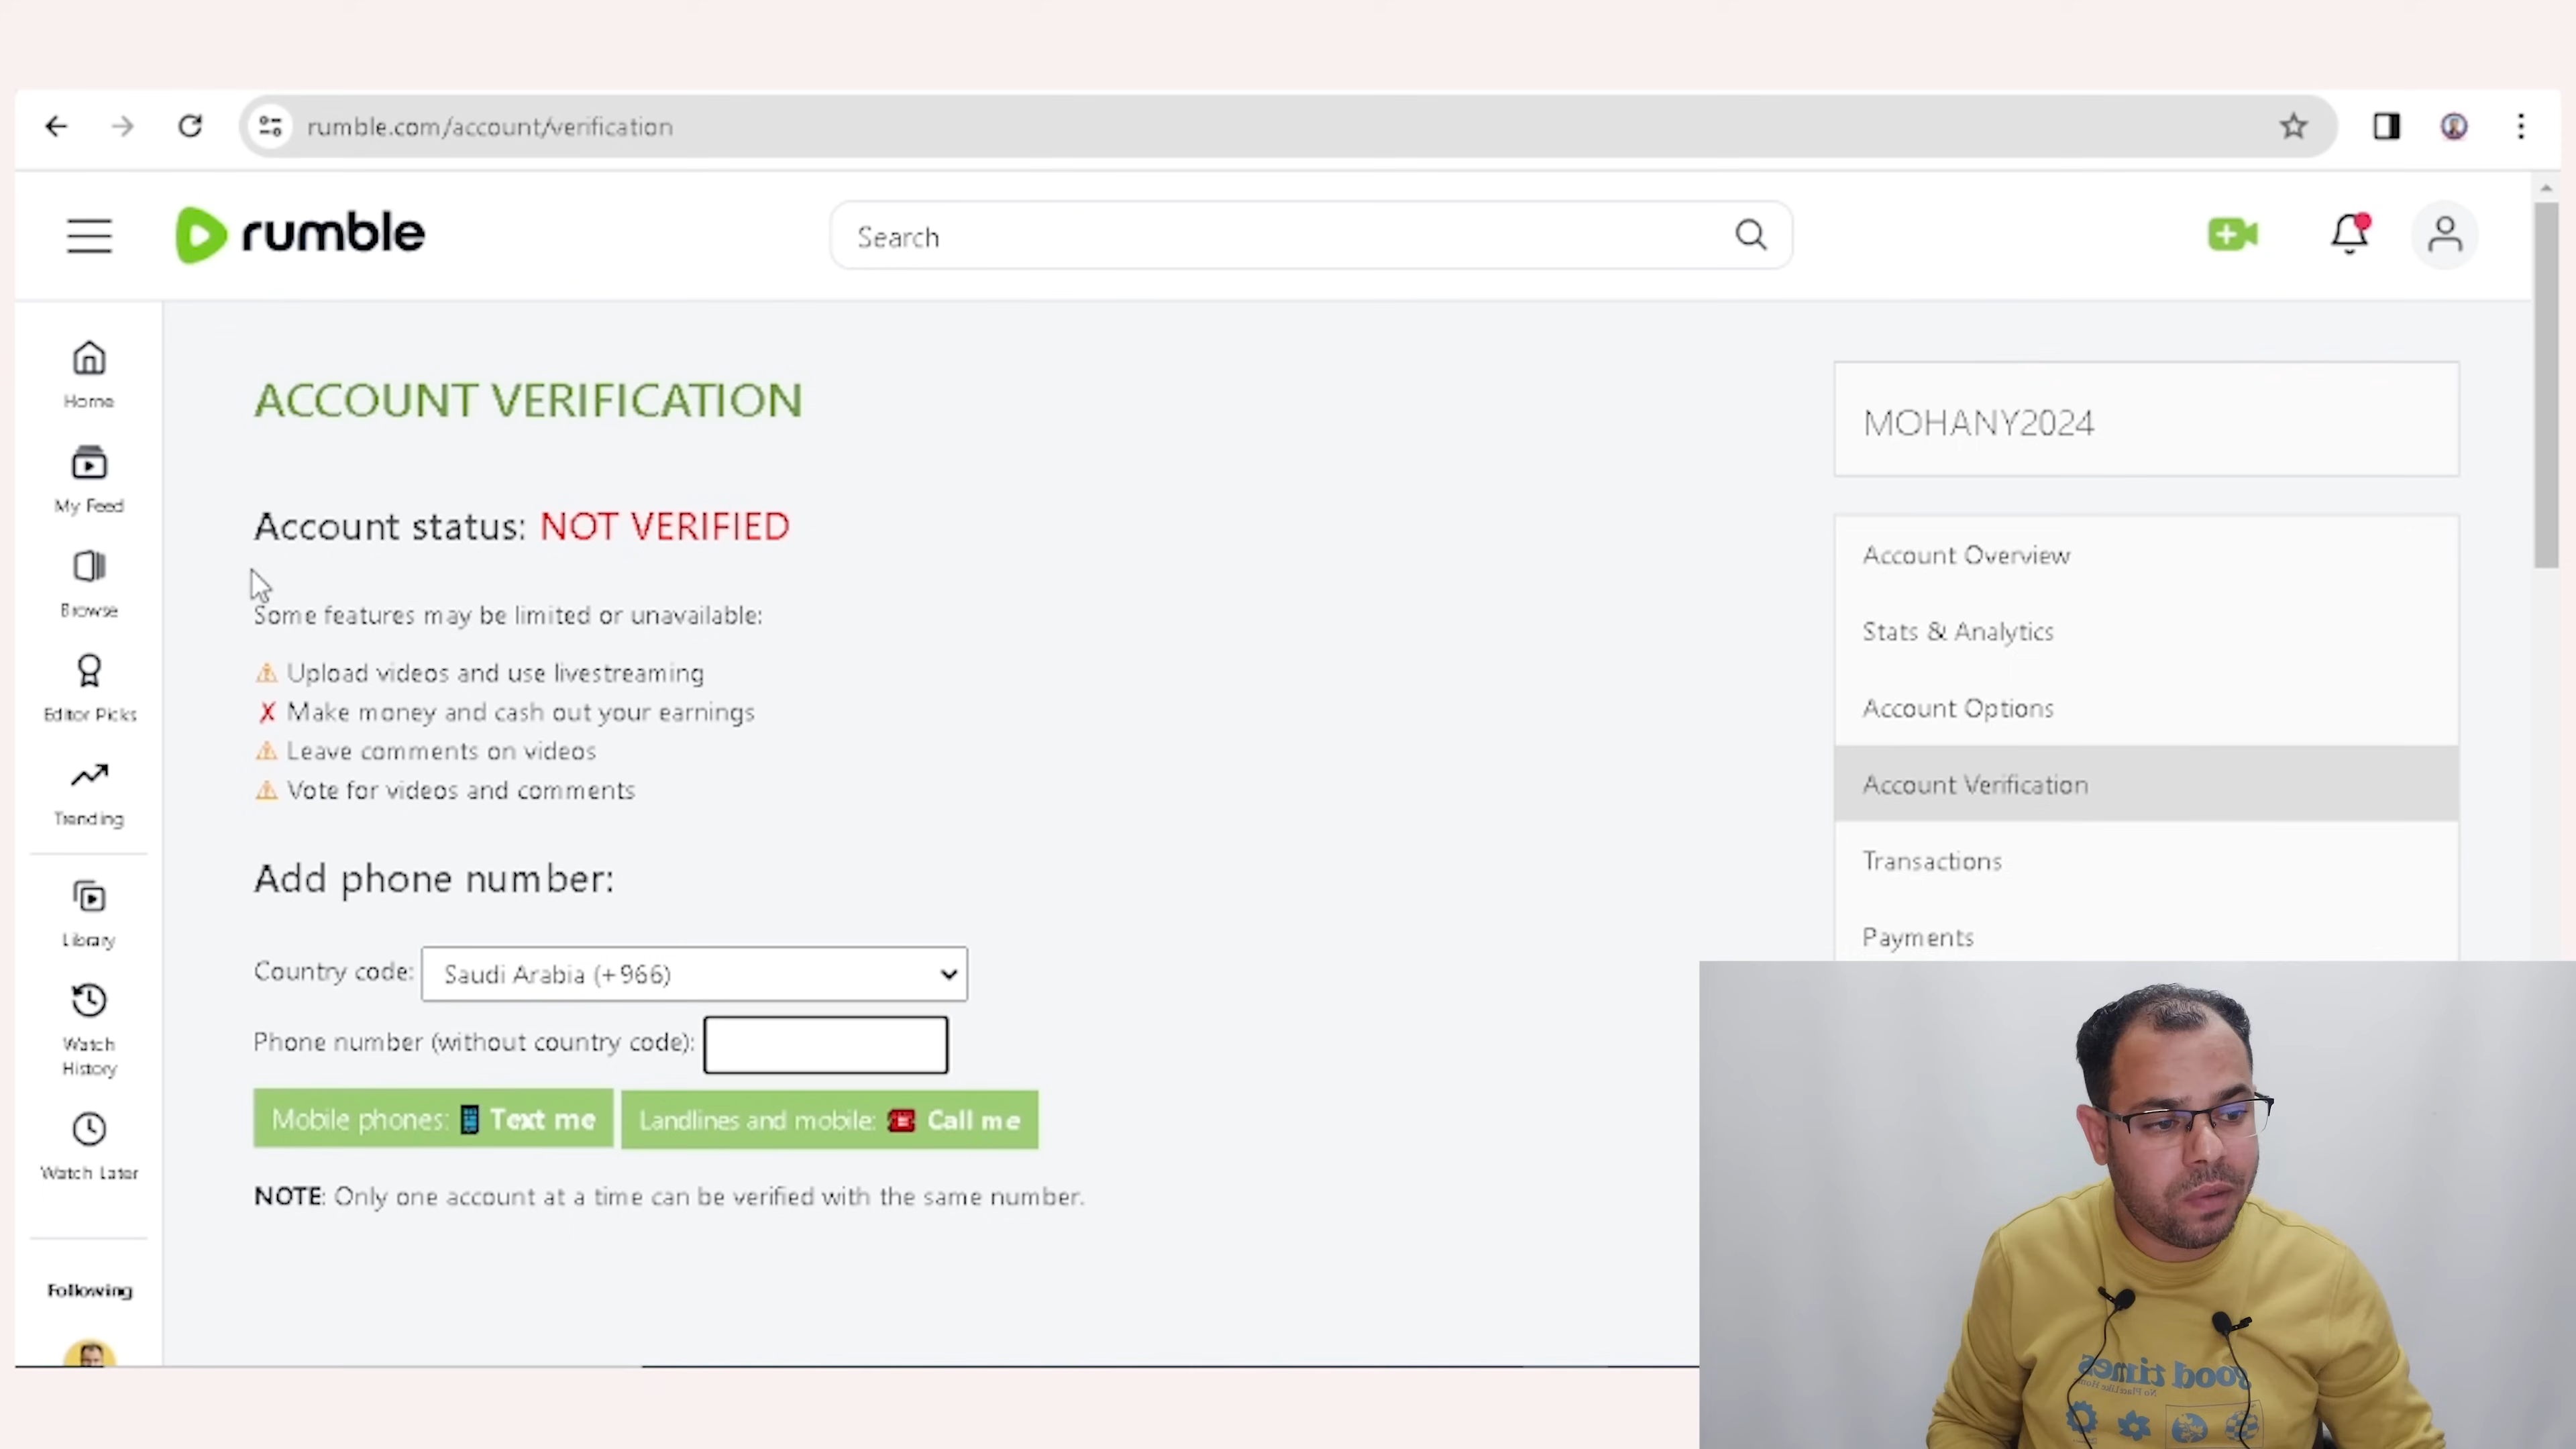 rumble.com/account/verification
rumble
Search
Home
My Feed
Browse
Editor Picks
Trending
Library
Watch
History
Watch Later
Following
ACCOUNT VERIFICATION
Account status: NOT VERIFIED
Some features may be limited or unavailable:
Upload videos and use livestreaming
Make money and cash out your earnings
Leave comments on videos
Vote for videos and comments
Add phone number:
Country code: Saudi Arabia (+966)
Phone number (without country code):
Mobile phones: Text me
Landlines and mobile: Call me
NOTE: Only one account at a time can be verified with the same number.
MOHANY2024
Account Overview
Stats & Analytics
Account Options
Account Verification
Transactions
Payments
good times